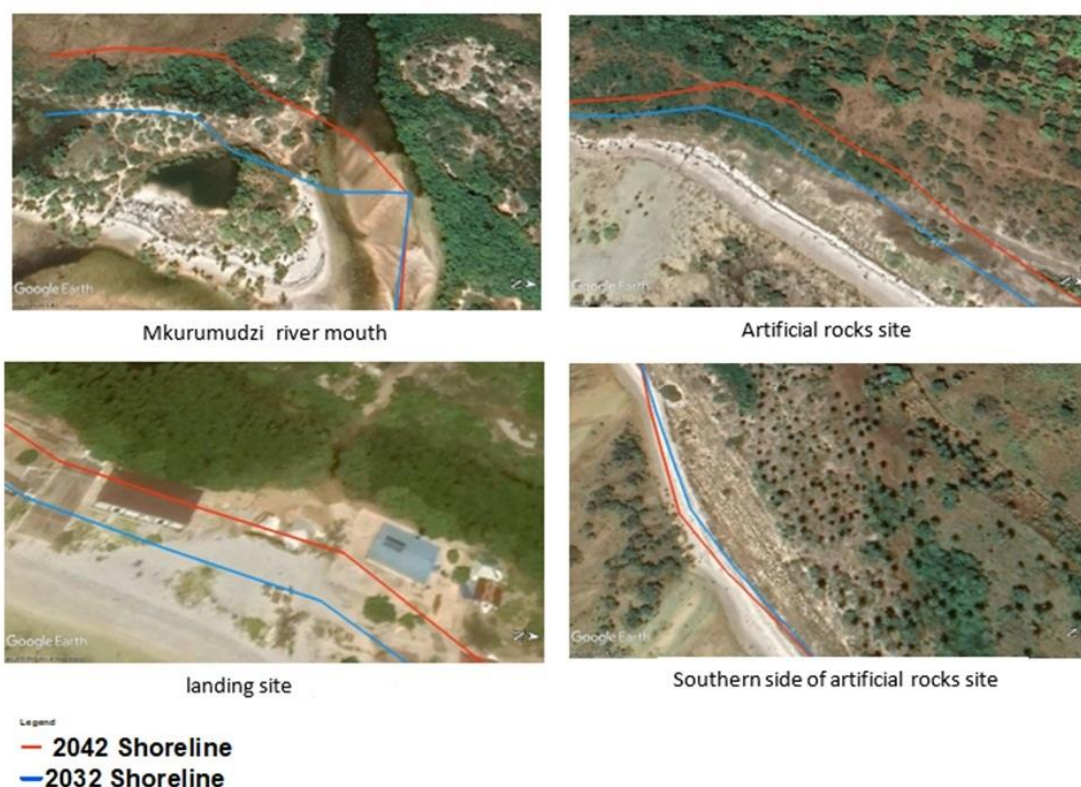 Google Earth
Mkurumudzi river mouth
Google Earth
Artificial rocks site
Google Earth
landing site
Google Earth
Southern side of artificial rocks site
Legend
2042 Shoreline
2032 Shoreline